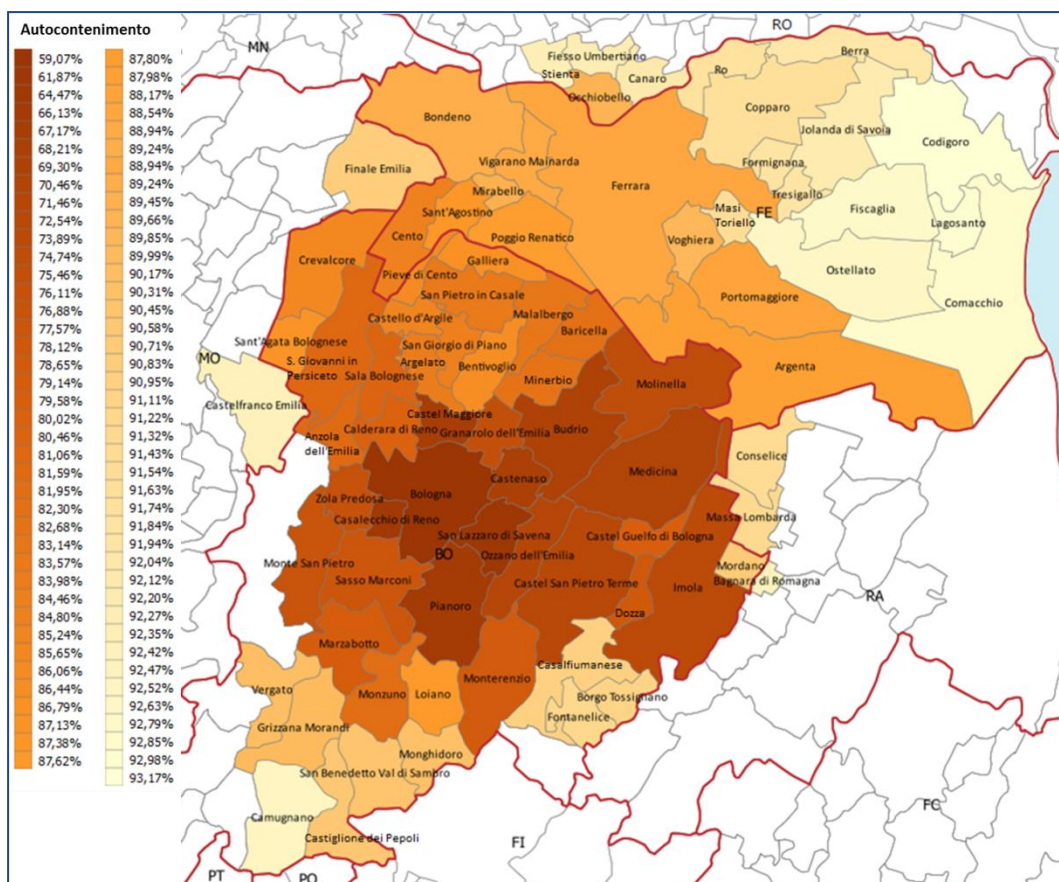 Autocontenimento
59,07%
61,87%
64,47%
66,13%
67,17%
68,21%
69,30%
70,46%
71,46%
72,54%
73,89%
74,74%
75,46%
76,11%
76,88%
77,57%
78,12%
78,65%
79,14%
79,58%
80,02%
80,46%
81,06%
81,59%
81,95%
82,30%
82,68%
83,14%
83,57%
83,98%
84,46%
84,80%
85,24%
85,65%
86,06%
86,44%
86,79%
87,13%
87,38%
87,62%
87,80%
87,98%
88,17%
88,54%
88,94%
89,24%
88,94%
89,24%
89,45%
89,66%
89,85%
89,99%
90,17%
90,31%
90,45%
90,58%
90,71%
90,83%
90,95%
91,11%
91,22%
91,32%
91,43%
91,54%
91,63%
91,74%
91,84%
91,94%
92,04%
92,12%
92,20%
92,27%
92,35%
92,42%
92,47%
92,52%
92,63%
92,79%
92,85%
92,98%
93,17%
MN
RO
Fiesso Umbertiano
Stienta
Canaro
Occhiobello
Ro
Berra
Copparo
Jolanda di Savoia
Codigoro
Bondeno
Finale Emilia
Vigarano Mainarda
Mirabello
Ferrara
Formignana
Tresigallo
Masi
Toriello
FE
Fiscaglia
Lagosanto
Sant'Agostino
Cento
Poggio Renatico
Voghiera
Ostellato
Comacchio
Crevalcore
Pieve di Cento
Galliera
San Pietro in Casale
Portomaggiore
Castello d'Argile
Malalbergo
Baricella
Sant'Agata Bolognese
San Giorgio di Piano
MO
S. Giovanni in
Persiceto
Sala Bolognese
Argelato
Bentivoglio
Minerbio
Molinella
Argenta
Castelfranco Emilia
Castel Maggiore
Anzola
dell'Emilia
Calderara di Reno
Granarolo dell'Emilia
Budrio
Conselice
Medicina
Castenaso
Zola Predosa
Bologna
Casalecchio di Reno
San Lazzaro di Savena
Castel Guelfo di Bologna
Massa Lombarda
BO
Ozzano dell'Emilia
Monte San Pietro
Sasso Marconi
Castel San Pietro Terme
Imola
Mordano
Bagnara di Romagna
RA
Pianoro
Dozza
Marzabotto
Monterenzio
Casalfiumanese
Vergato
Monzuno
Loiano
Borgo Tossignano
Fontanelice
Grizzana Morandi
Monghidoro
San Benedetto Val di Sambro
Camugnano
Castiglione dei Pepoli
FI
FC
PT
PO